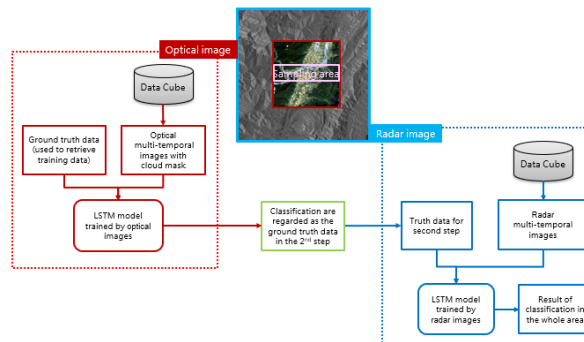 Optical image
Sampling area
Radar image
Data Cube
Ground truth data
(used to retrieve
training data)
Optical
multi-temporal
images with
cloud mask
LSTM model
trained by optical
images
Classification are
regarded as the
ground truth data
in the 2nd step
Data Cube
Truth data for
second step
Radar
multi-temporal
images
LSTM model
trained by
radar images
Result of
classification in
the whole area